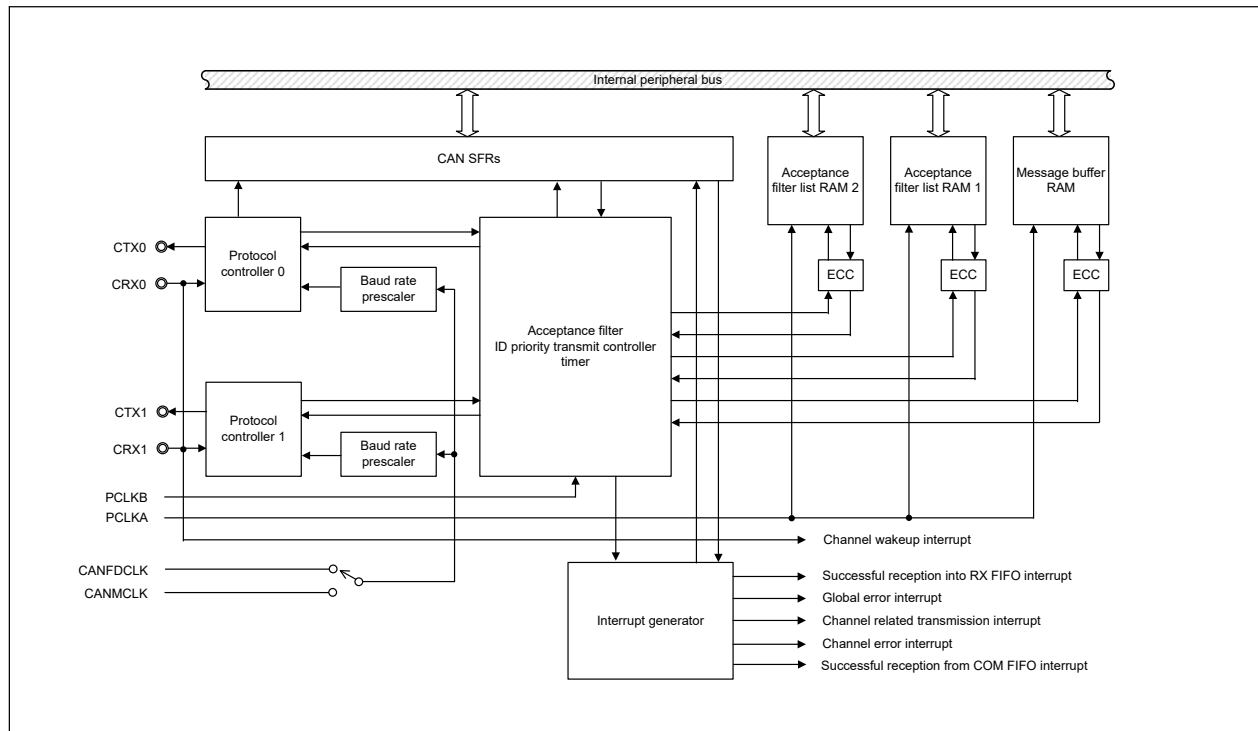 Internal peripheral bus
CAN SFRs
Acceptance
filter list RAM 2
Acceptance
filter list RAM 1
Message buffer
RAM
CTX0
CRX0
Protocol
controller 0
Baud rate
prescaler
ECC
ECC
ECC
Acceptance filter
ID priority transmit controller
timer
CTX1
CRX1
Protocol
controller 1
Baud rate
prescaler
PCLKB
PCLKA
Channel wakeup interrupt
CANFDCLK
CANMCLK
Interrupt generator
Successful reception into RX FIFO interrupt
Global error interrupt
Channel related transmission interrupt
Channel error interrupt
Successful reception from COM FIFO interrupt